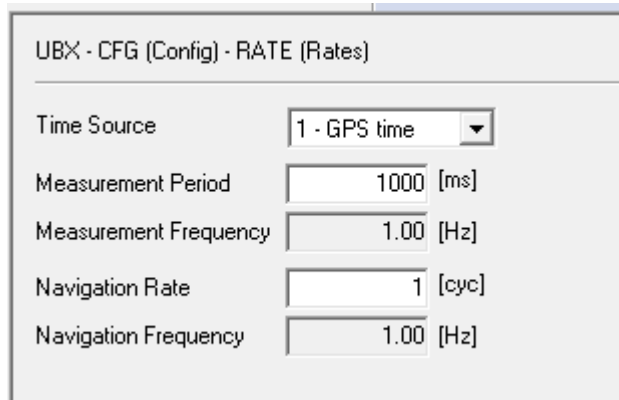 UBX - CFG (Config) - RATE (Rates)
Time Source 1 - GPS time
Measurement Period 1000 [ms]
Measurement Frequency 1.00 [Hz]
Navigation Rate 1 [cyc]
Navigation Frequency 1.00 [Hz]